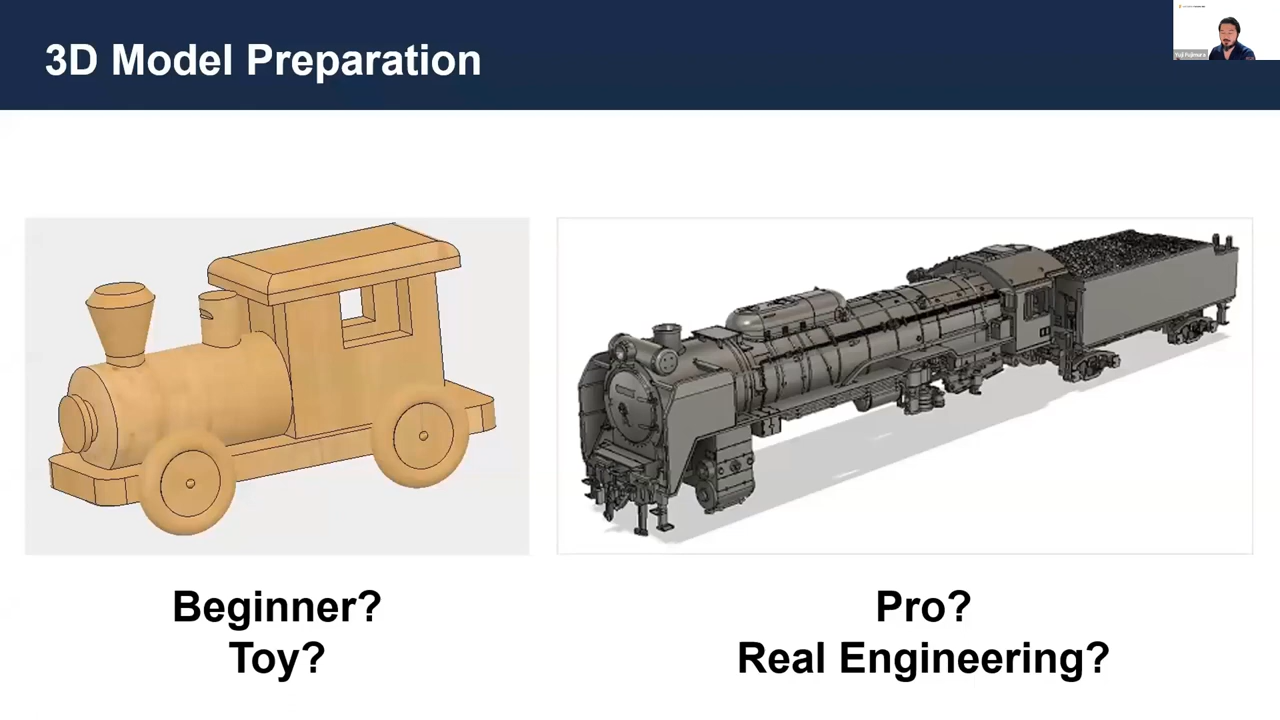 3D Model Preparation
Beginner?
Toy?
Pro?
Real Engineering?